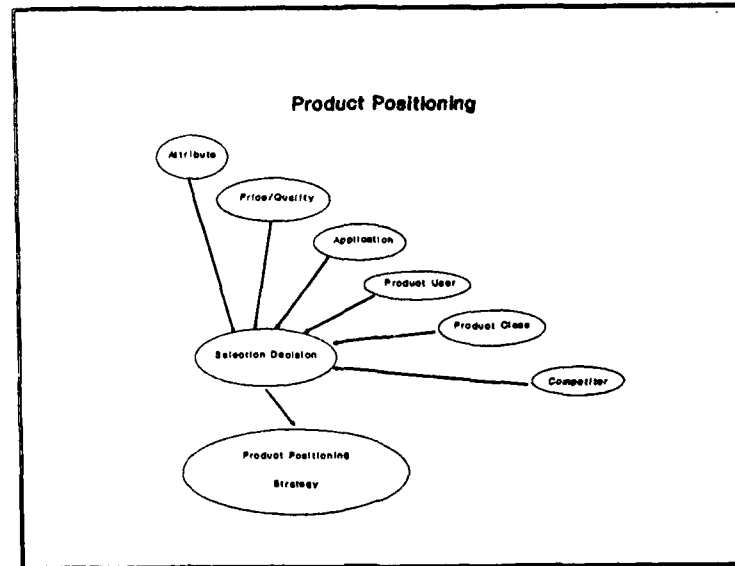 Product Positioning
Attribute
Price/Quality
Application
Product User
Product Class
Selection Decision
Competitor
Product Positioning
Strategy